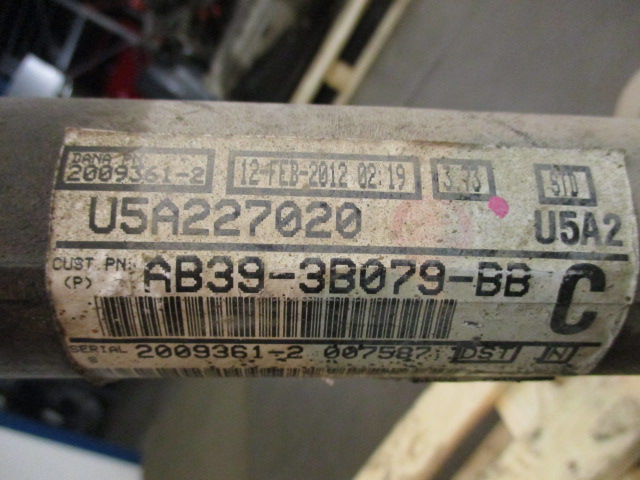 DANA PN
2009361-2 12-FEB-2012 02:19 3.73 STD
U5A227020 U5A2
CUST PN: AB39-3B079-BB
(P) C
SERIAL 2009361-2 007587 DST N